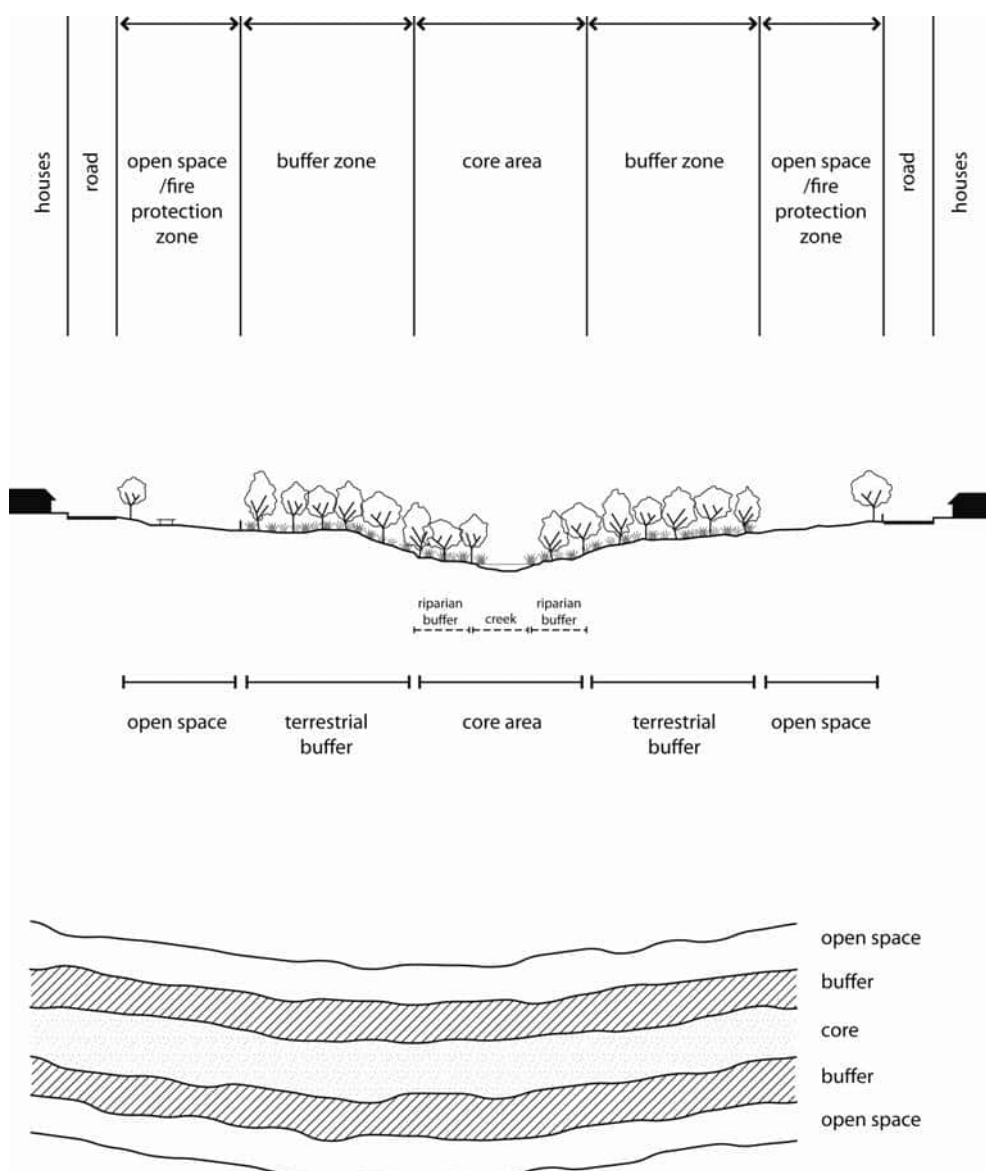 houses
road
open space
/fire
protection
zone
buffer zone
core area
buffer zone
open space
/fire
protection
zone
road
houses
riparian
buffer
creek
riparian
buffer
open space
terrestrial
buffer
core area
terrestrial
buffer
open space
open space
buffer
core
buffer
open space